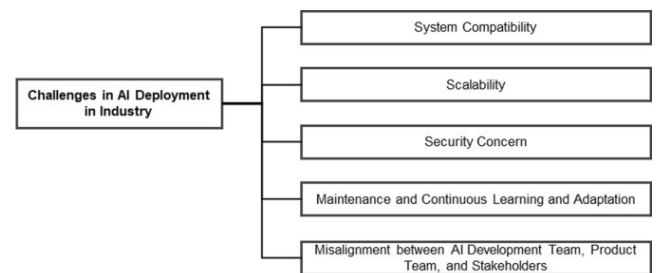 Challenges in AI Deployment
in Industry
System Compatibility
Scalability
Security Concern
Maintenance and Continuous Learning and Adaptation
Misalignment between AI Development Team, Product
Team, and Stakeholders